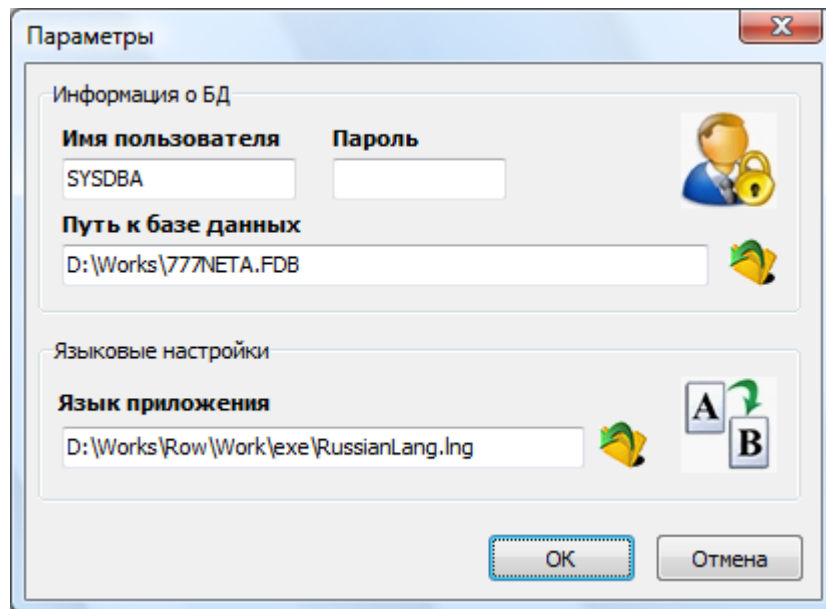 Параметры
Информация о БД
Имя пользователя Пароль
SYSDBA
Путь к базе данных
D:\Works\777NETA.FDB
Языковые настройки
Язык приложения
D:\Works\Row\Work\exe\RussianLang.lng
A
B
OK Отмена